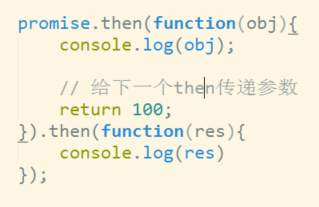 promise.then(function(obj){
    console.log(obj);

    // 给下一个then传递参数
    return 100;
}).then(function(res){
    console.log(res)
});